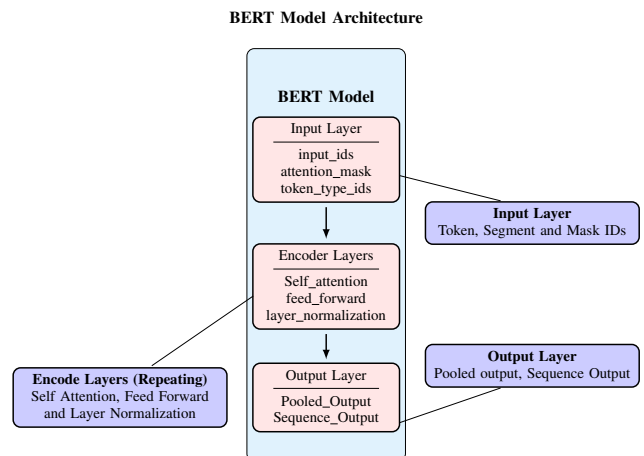 BERT Model Architecture
BERT Model
Input Layer
input_ids
attention_mask
token_type_ids
Input Layer
Token, Segment and Mask IDs
Encoder Layers
Self_attention
feed_forward
layer_normalization
Encode Layers (Repeating)
Self Attention, Feed Forward
and Layer Normalization
Output Layer
Pooled output, Sequence Output
Output Layer
Pooled_Output
Sequence_Output